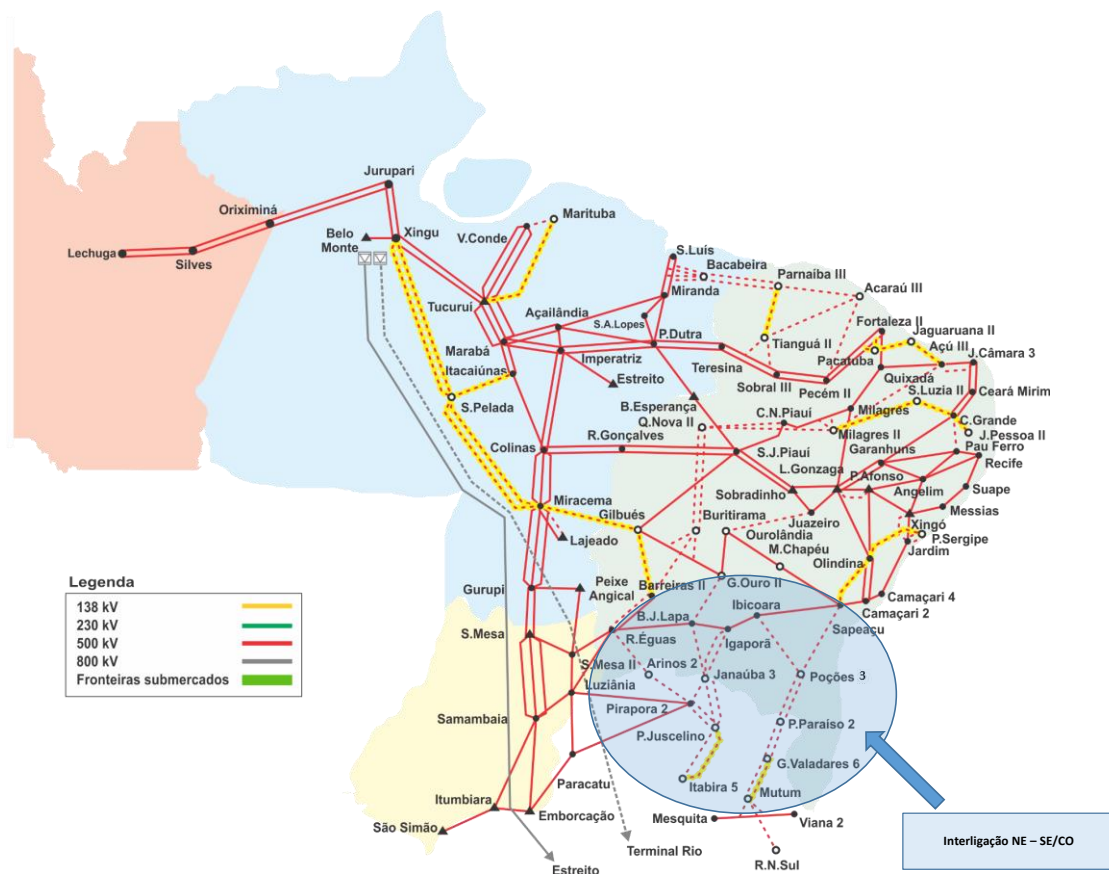 Jurupari
Oriximiná
Lechuga
Silves
Belo
Monte
Xingu
V.Conde
Marituba
Tucuruí
S.Luís
Bacabeira
Parnaíba III
Acaraú III
Miranda
Açailândia
S.A.Lopes
P.Dutra
Tianguá II
Fortaleza II
Jaguaruana II
Pacatuba
Açú III
J.Câmara 3
Marabá
Itacaiúnas
Imperatriz
Estreito
Teresina
Sobral III
Pecém II
Quixadá
S.Luzia II
Ceará Mirim
S.Pelada
B.Esperança
Q.Nova II
C.N.Piauí
Milagres
Milagres II
C.Grande
J.Pessoa II
Colinas
R.Gonçalves
S.J.Piauí
Garanhuns
Pau Ferro
L.Gonzaga
P.Afonso
Recife
Sobradinho
Angelim
Suape
Miracema
Gilbués
Buritirama
Juazeiro
Messias
Ourolândia
Xingó
P.Sergipe
Lajeado
M.Chapéu
Olindina
Jardim
Gurupi
Peixe
Angical
Barreiras II
G.Ouro II
Camaçari 4
Camaçari 2
Ibicoara
B.J.Lapa
Sapeaçu
S.Mesa
R.Éguas
Igaporã
S.Mesa II
Arinos 2
Janaúba 3
Poções 3
Luziânia
Pirapora 2
Samambaia
P.Juscelino
P.Paraíso 2
G.Valadares 6
Paracatu
Itabira 5
Mutum
Itumbiara
Emborcação
Mesquita
Viana 2
São Simão
Terminal Rio
Estreito
R.N.Sul
Legenda
138 kV
230 kV
500 kV
800 kV
Fronteiras submercados
Interligação NE – SE/CO